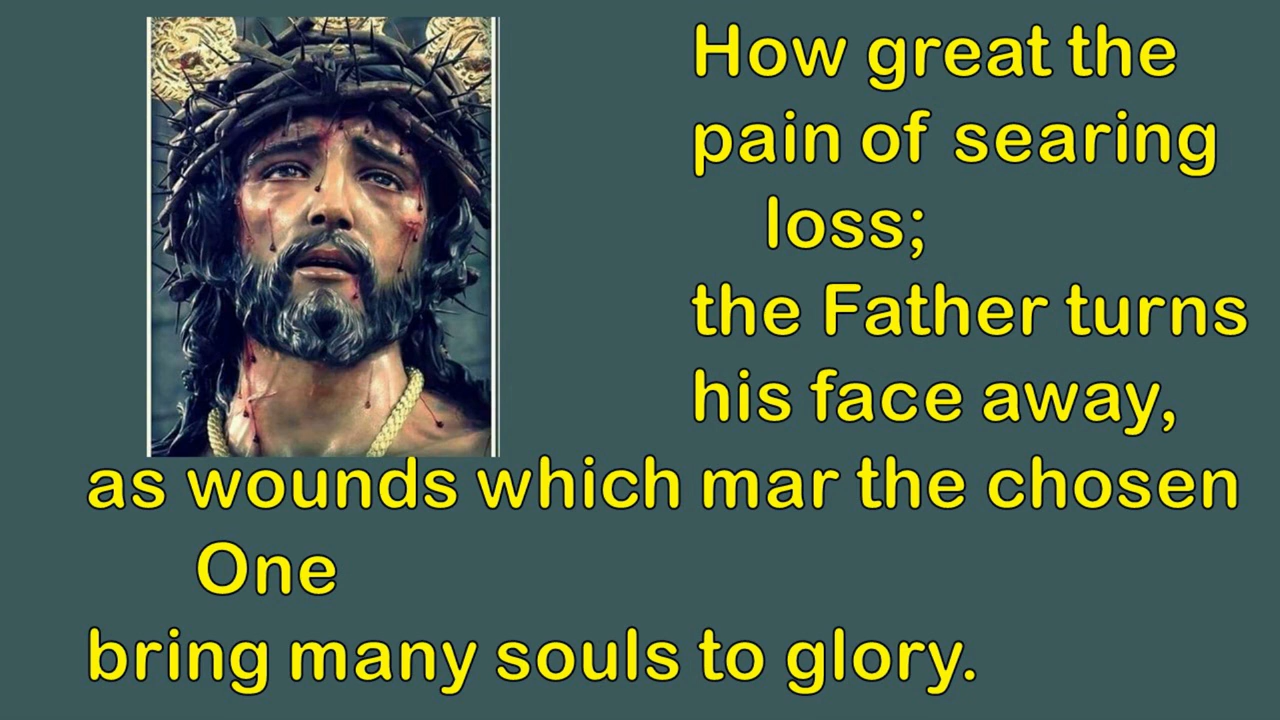 How great the
pain of searing
loss;
the Father turns
his face away,
as wounds which mar the chosen
One
bring many souls to glory.